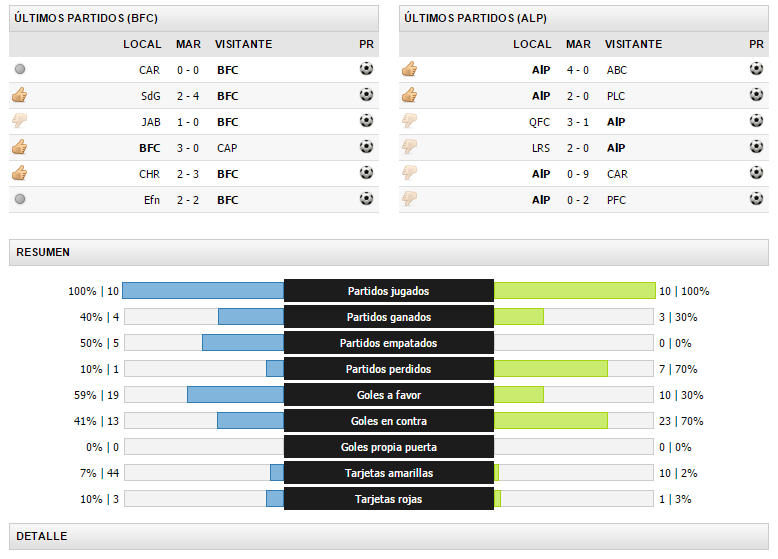 ÚLTIMOS PARTIDOS (BFC)
LOCAL MAR VISITANTE PR
CAR 0 - 0 BFC
SdG 2 - 4 BFC
JAB 1 - 0 BFC
BFC 3 - 0 CAP
CHR 2 - 3 BFC
Efn 2 - 2 BFC
ÚLTIMOS PARTIDOS (ALP)
LOCAL MAR VISITANTE PR
AlP 4 - 0 ABC
AlP 2 - 0 PLC
QFC 3 - 1 AlP
LRS 2 - 0 AlP
AlP 0 - 9 CAR
AlP 0 - 2 PFC
RESUMEN
100% | 10 Partidos jugados 10 | 100%
40% | 4 Partidos ganados 3 | 30%
50% | 5 Partidos empatados 0 | 0%
10% | 1 Partidos perdidos 7 | 70%
59% | 19 Goles a favor 10 | 30%
41% | 13 Goles en contra 23 | 70%
0% | 0 Goles propia puerta 0 | 0%
7% | 44 Tarjetas amarillas 10 | 2%
10% | 3 Tarjetas rojas 1 | 3%
DETALLE